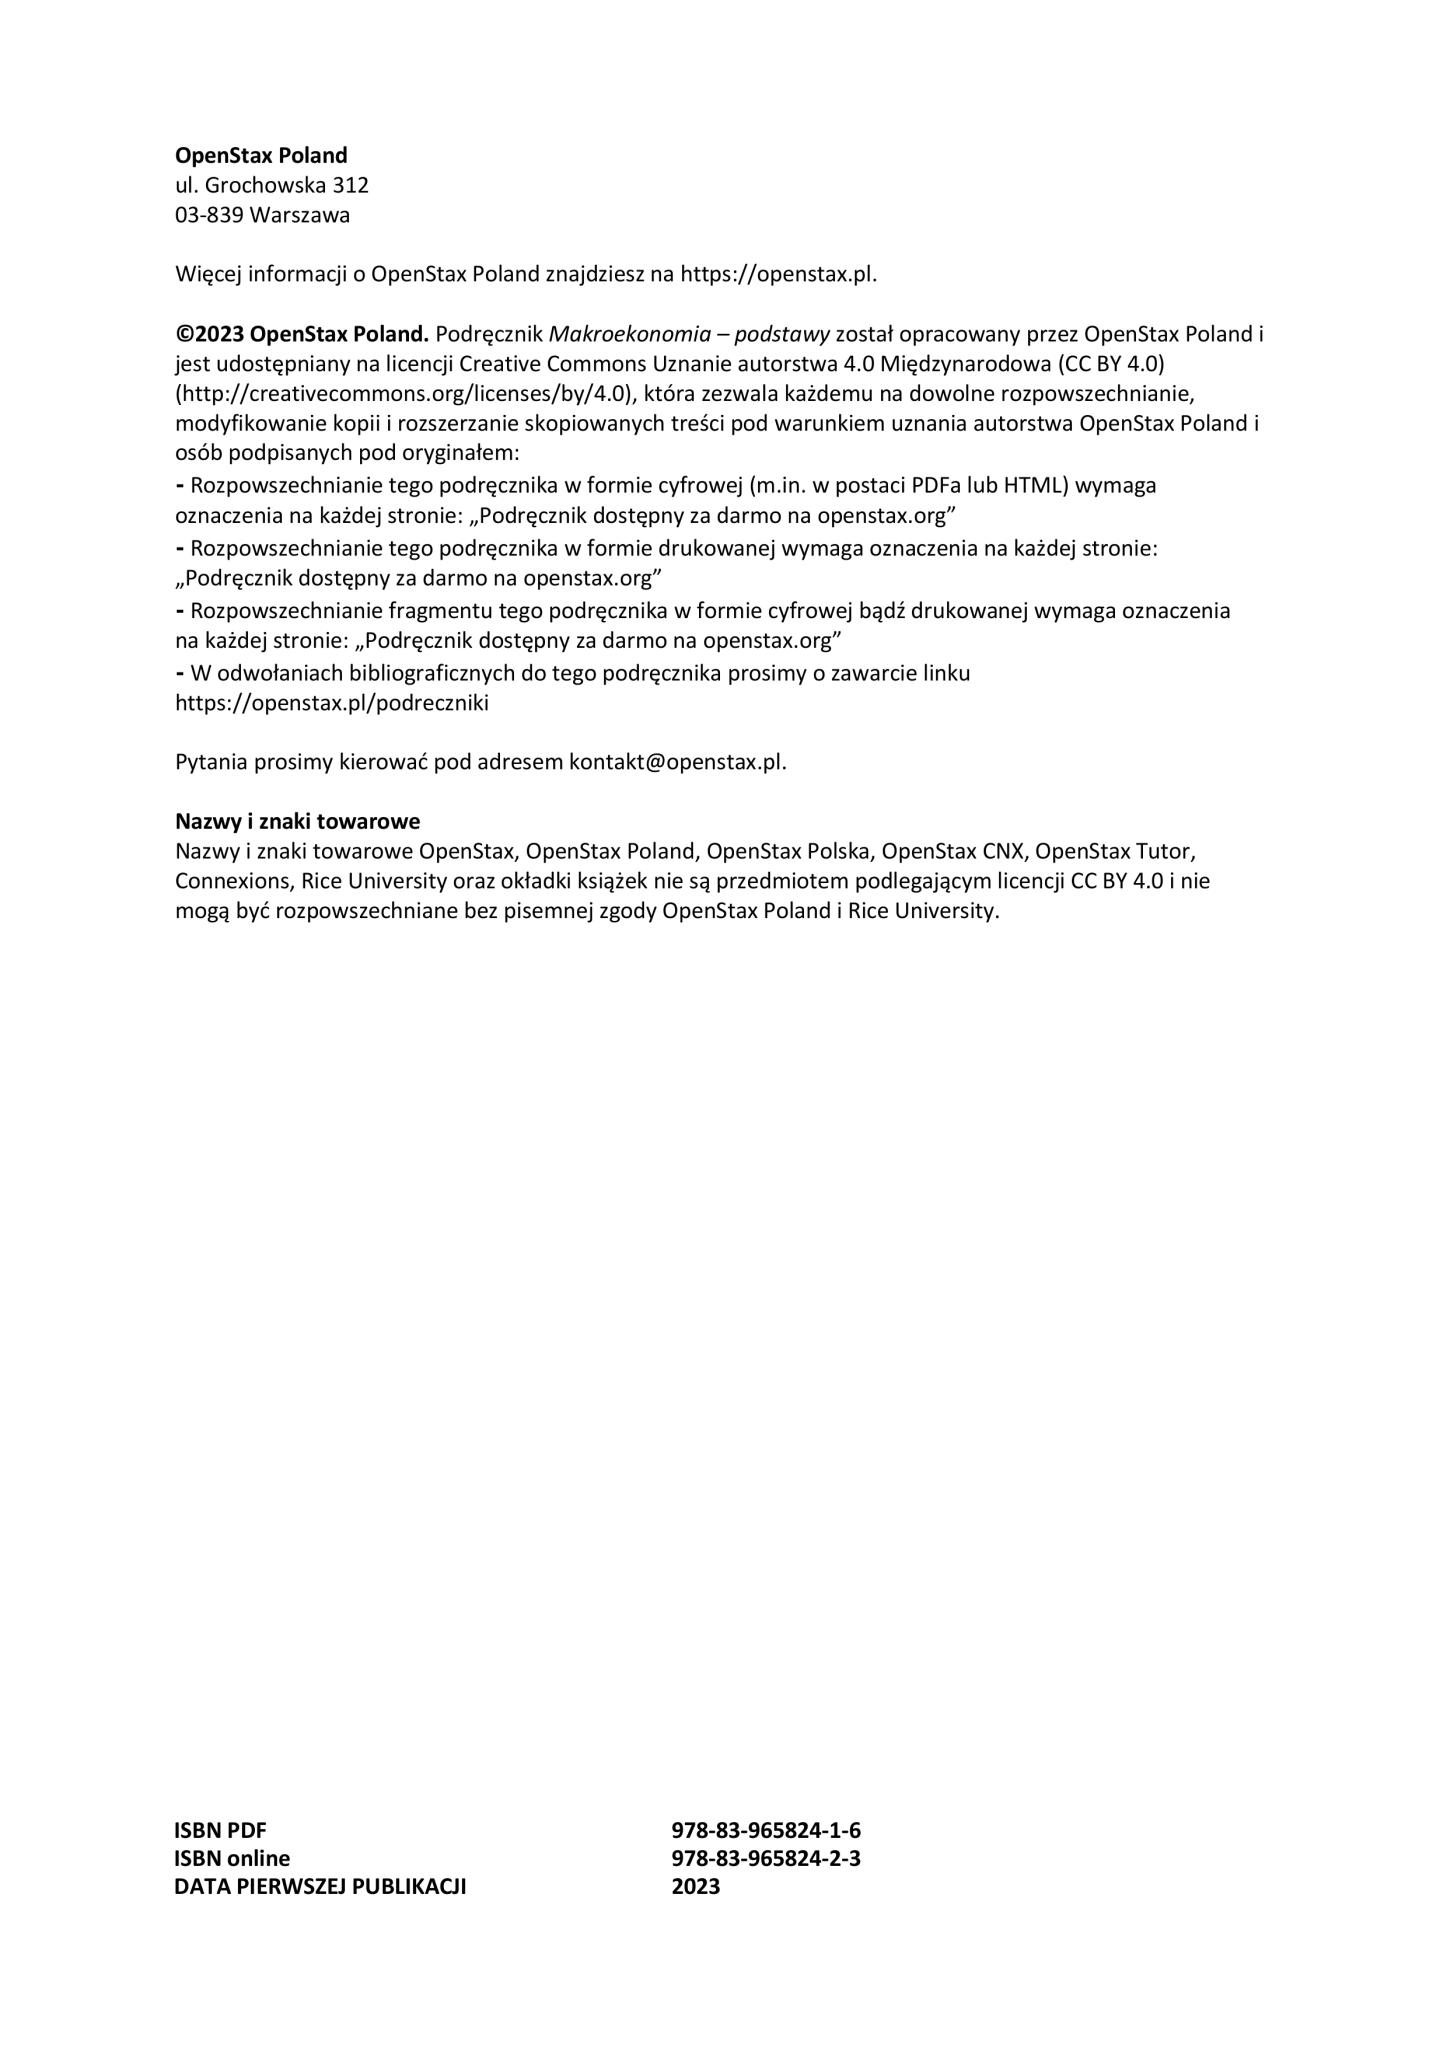 OpenStax Poland
ul. Grochowska 312
03-839 Warszawa
Więcej informacji o OpenStax Poland znajdziesz na https://openstax.pl.
©2023 OpenStax Poland. Podręcznik Makroekonomia – podstawy został opracowany przez OpenStax Poland i
jest udostępniany na licencji Creative Commons Uznanie autorstwa 4.0 Międzynarodowa (CC BY 4.0)
(http://creativecommons.org/licenses/by/4.0), która zezwala każdemu na dowolne rozpowszechnianie,
modyfikowanie kopii i rozszerzanie skopiowanych treści pod warunkiem uznania autorstwa OpenStax Poland i
osób podpisanych pod oryginałem:
- Rozpowszechnianie tego podręcznika w formie cyfrowej (m.in. w postaci PDFa lub HTML) wymaga
oznaczenia na każdej stronie: „Podręcznik dostępny za darmo na openstax.org”
- Rozpowszechnianie tego podręcznika w formie drukowanej wymaga oznaczenia na każdej stronie:
„Podręcznik dostępny za darmo na openstax.org”
- Rozpowszechnianie fragmentu tego podręcznika w formie cyfrowej bądź drukowanej wymaga oznaczenia
na każdej stronie: „Podręcznik dostępny za darmo na openstax.org”
- W odwołaniach bibliograficznych do tego podręcznika prosimy o zawarcie linku
https://openstax.pl/podreczniki
Pytania prosimy kierować pod adresem kontakt@openstax.pl.
Nazwy i znaki towarowe
Nazwy i znaki towarowe OpenStax, OpenStax Poland, OpenStax Polska, OpenStax CNX, OpenStax Tutor,
Connexions, Rice University oraz okładki książek nie są przedmiotem podlegającym licencji CC BY 4.0 i nie
mogą być rozpowszechniane bez pisemnej zgody OpenStax Poland i Rice University.
ISBN PDF 978-83-965824-1-6
ISBN online 978-83-965824-2-3
DATA PIERWSZEJ PUBLIKACJI 2023